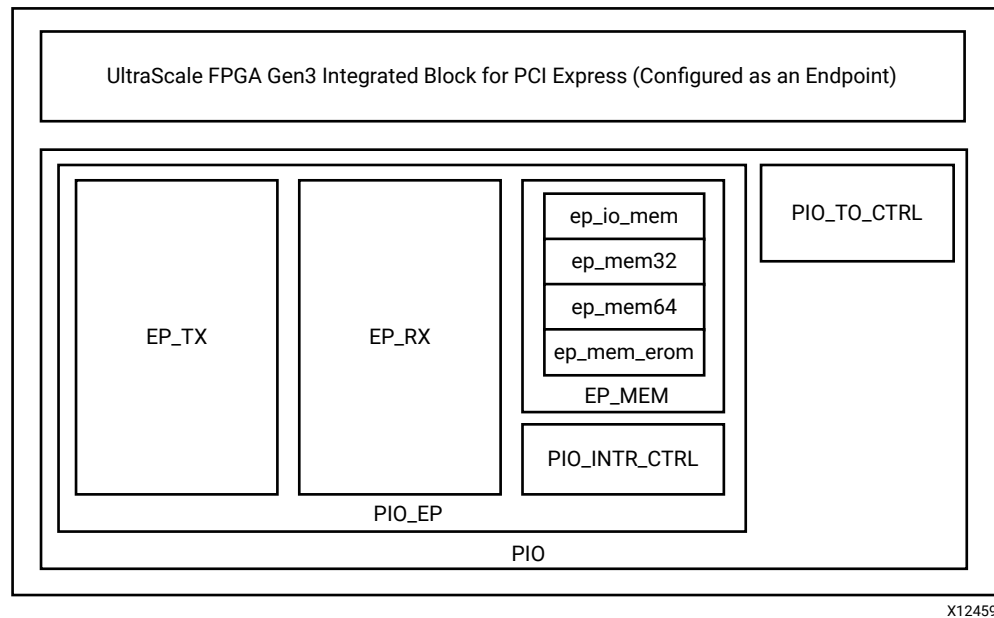 UltraScale FPGA Gen3 Integrated Block for PCI Express (Configured as an Endpoint)
EP_TX
EP_RX
ep_io_mem
ep_mem32
ep_mem64
ep_mem_erom
EP_MEM
PIO_INTR_CTRL
PIO_EP
PIO_TO_CTRL
PIO
X12459